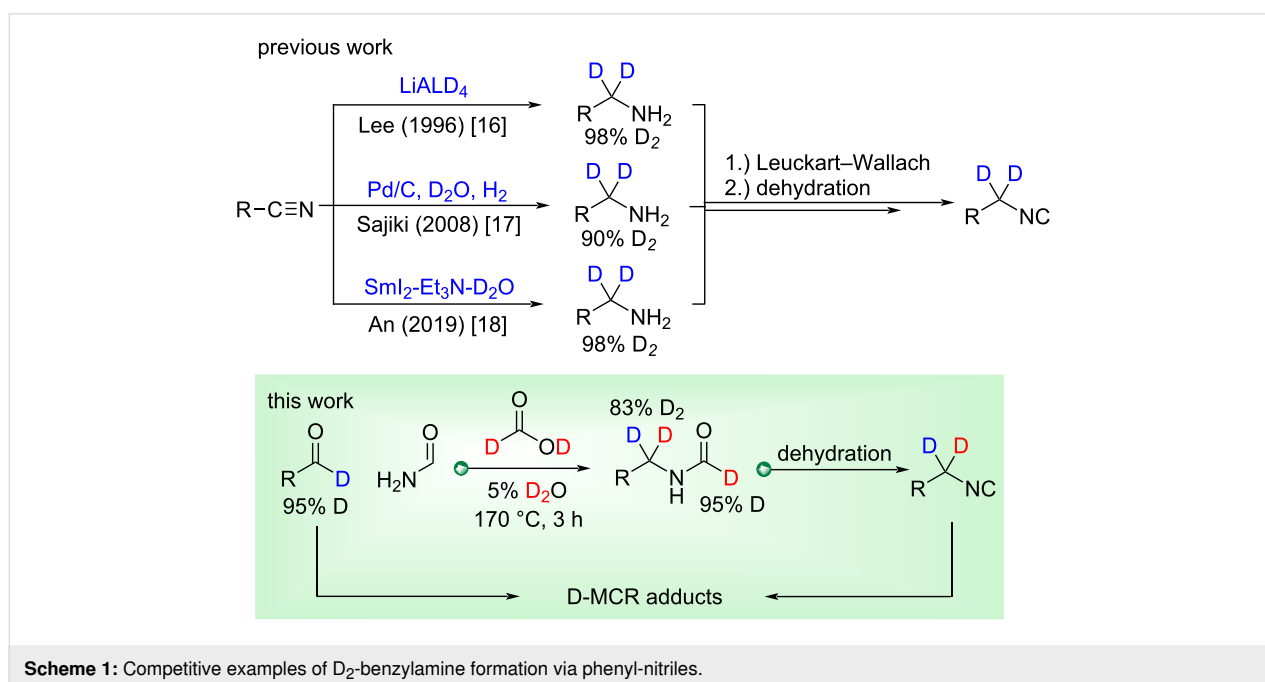 previous work
LiALD4
Lee (1996) [16]
D D
R NH2
98% D2
R–C≡N
Pd/C, D2O, H2
Sajiki (2008) [17]
D D
R NH2
90% D2
SmI2-Et3N-D2O
An (2019) [18]
D D
R NH2
98% D2
1.) Leuckart–Wallach
2.) dehydration
D D
R NC
this work
O
R D
95% D
O
H2N
O
D OD
5% D2O
170 °C, 3 h
83% D2
D D O
R N D
H
95% D
dehydration
D D
R NC
D-MCR adducts
Scheme 1: Competitive examples of D2-benzylamine formation via phenyl-nitriles.